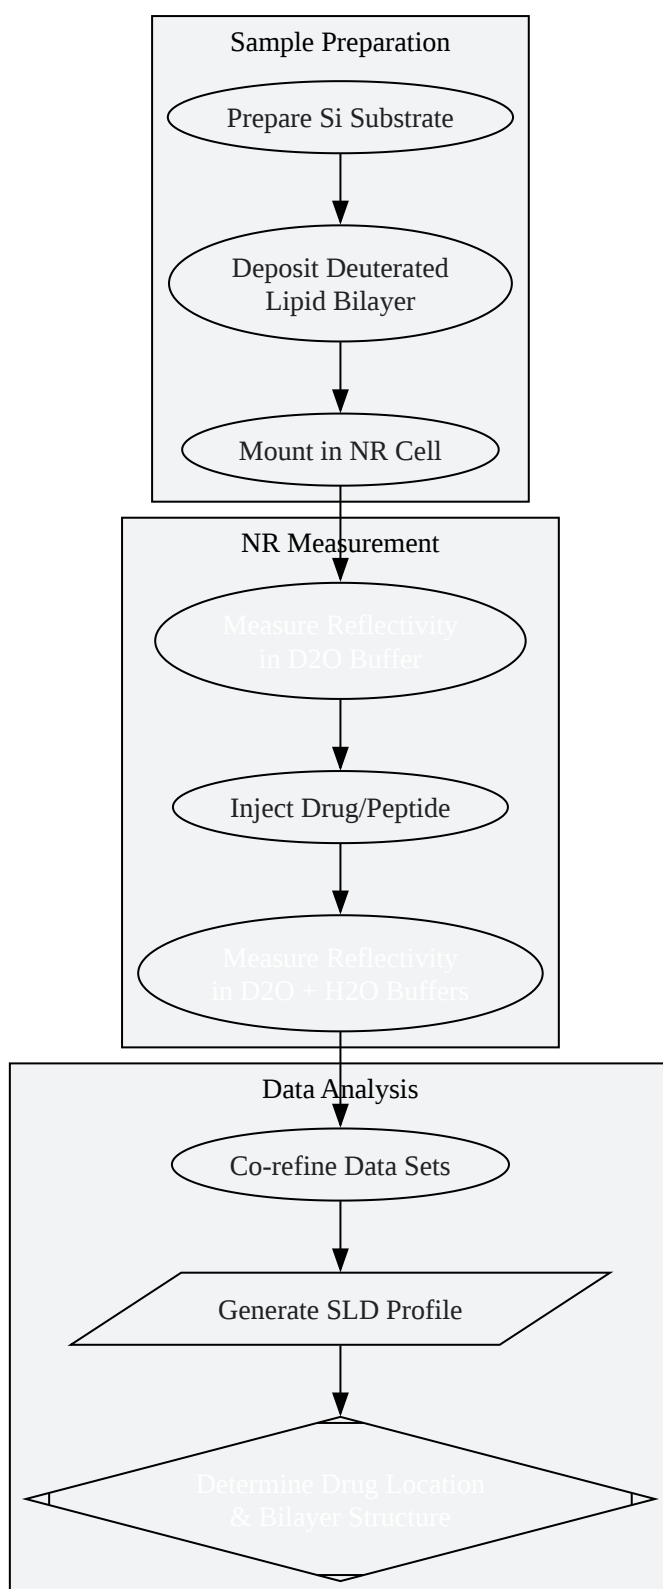 Sample Preparation
Prepare Si Substrate
Deposit Deuterated
Lipid Bilayer
Mount in NR Cell
NR Measurement
Measure Reflectivity
in D2O Buffer
Inject Drug/Peptide
Measure Reflectivity
in D2O + H2O Buffers
Data Analysis
Co-refine Data Sets
Generate SLD Profile
Determine Drug Location
& Bilayer Structure